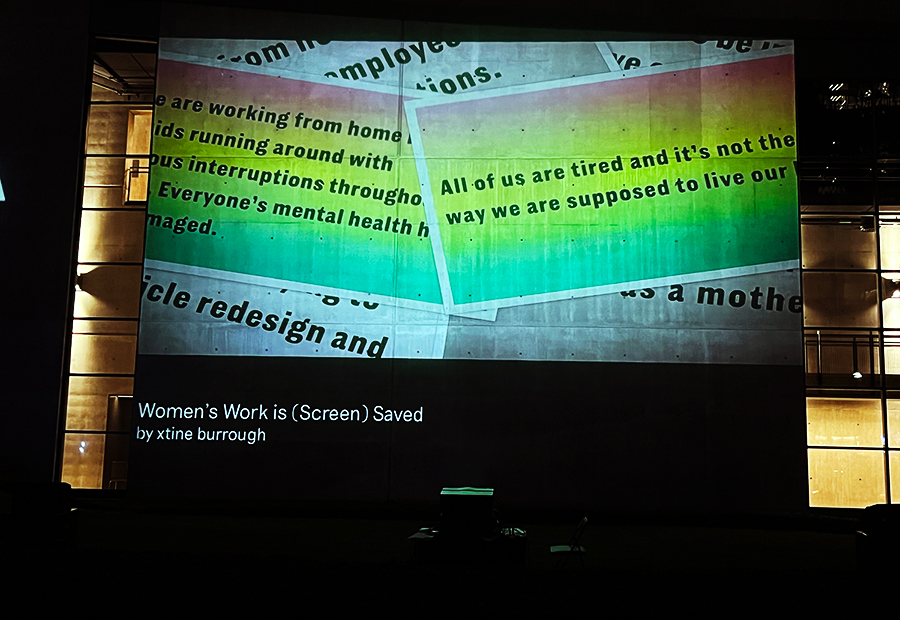 employee
tions.
e are working from home
ids running around with
ous interruptions througho
Everyone's mental health h
maged.
All of us are tired and it's not the
way we are supposed to live our
icle redesign and
as a mothe
Women's Work is (Screen) Saved
by xtine burrough